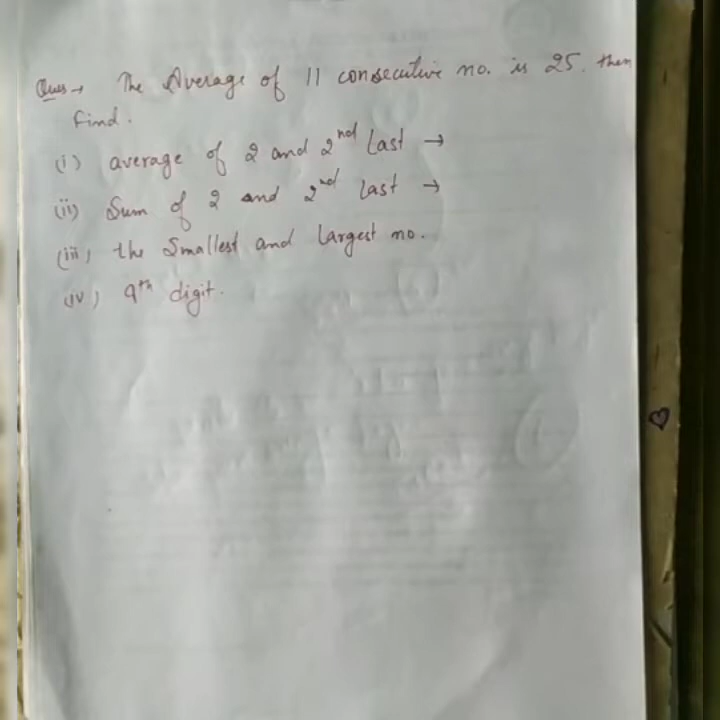 Ques → The Average of 11 consecutive no. is 25. then
find.
(i) average of 2 and 2nd last →
(ii) Sum of 2 and 2nd last →
(iii) the Smallest and largest no.
(iv) 9th digit.